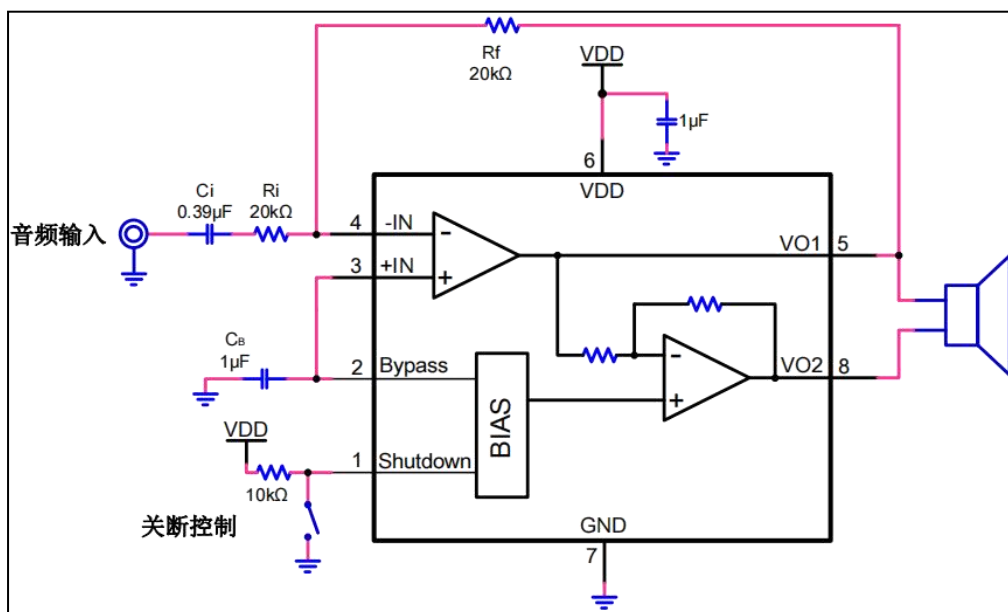 Rf
20kΩ
VDD
1μF
6
VDD
Ci
0.39μF
Ri
20kΩ
音频输入
4
-IN
-
VO1
5
3
+IN
+
CB
1μF
2
Bypass
-
VO2
8
+
BIAS
VDD
1
Shutdown
10kΩ
关断控制
GND
7